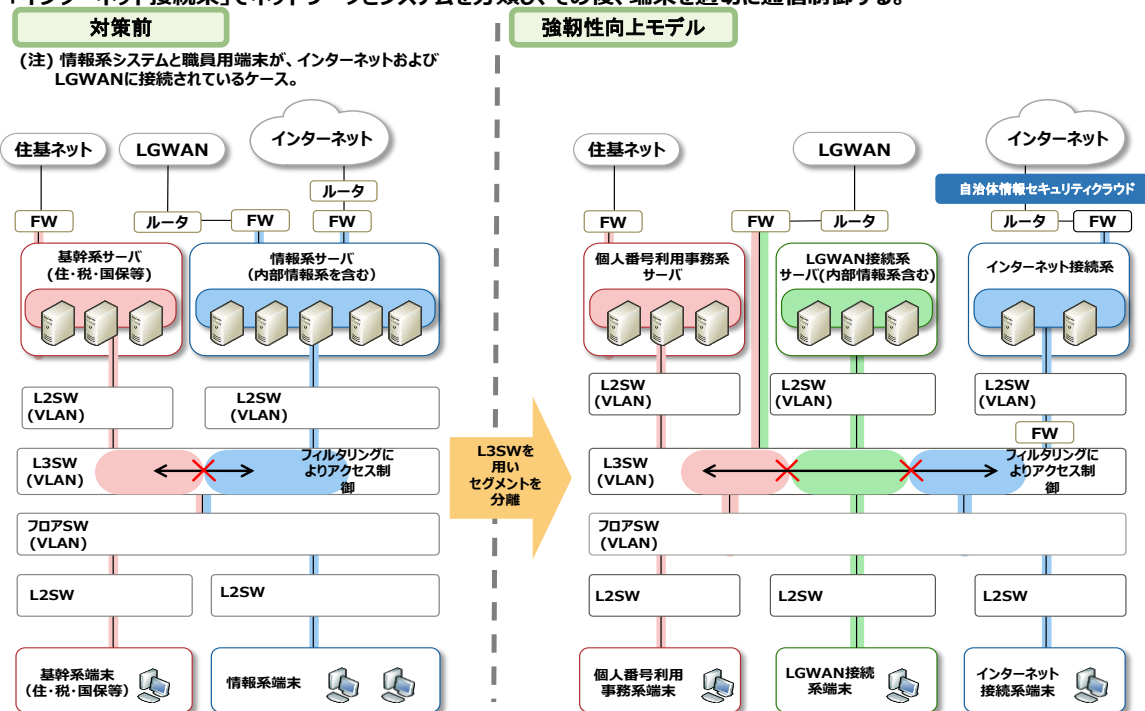 「インターネット接続系」でネットワークとシステムを分類し、その後、端末を適切に通信制御する。
対策前
(注) 情報系システムと職員用端末が、インターネットおよび
LGWANに接続されているケース。
住基ネット
LGWAN
インターネット
ルータ
FW
ルータ
FW
FW
基幹系サーバ
(住・税・国保等)
情報系サーバ
(内部情報系を含む)
L2SW
(VLAN)
L2SW
(VLAN)
L3SW
(VLAN)
フィルタリングに
よりアクセス制
御
フロアSW
(VLAN)
L2SW
L2SW
基幹系端末
(住・税・国保等)
情報系端末
L3SWを
用い
セグメントを
分離
強靭性向上モデル
住基ネット
LGWAN
インターネット
自治体情報セキュリティクラウド
FW
FW
ルータ
ルータ
FW
個人番号利用事務系
サーバ
LGWAN接続系
サーバ(内部情報系含む)
インターネット接続系
L2SW
(VLAN)
L2SW
(VLAN)
L2SW
(VLAN)
FW
L3SW
(VLAN)
フィルタリングに
よりアクセス制
御
フロアSW
(VLAN)
L2SW
L2SW
L2SW
個人番号利用
事務系端末
LGWAN接続
系端末
インターネット
接続系端末